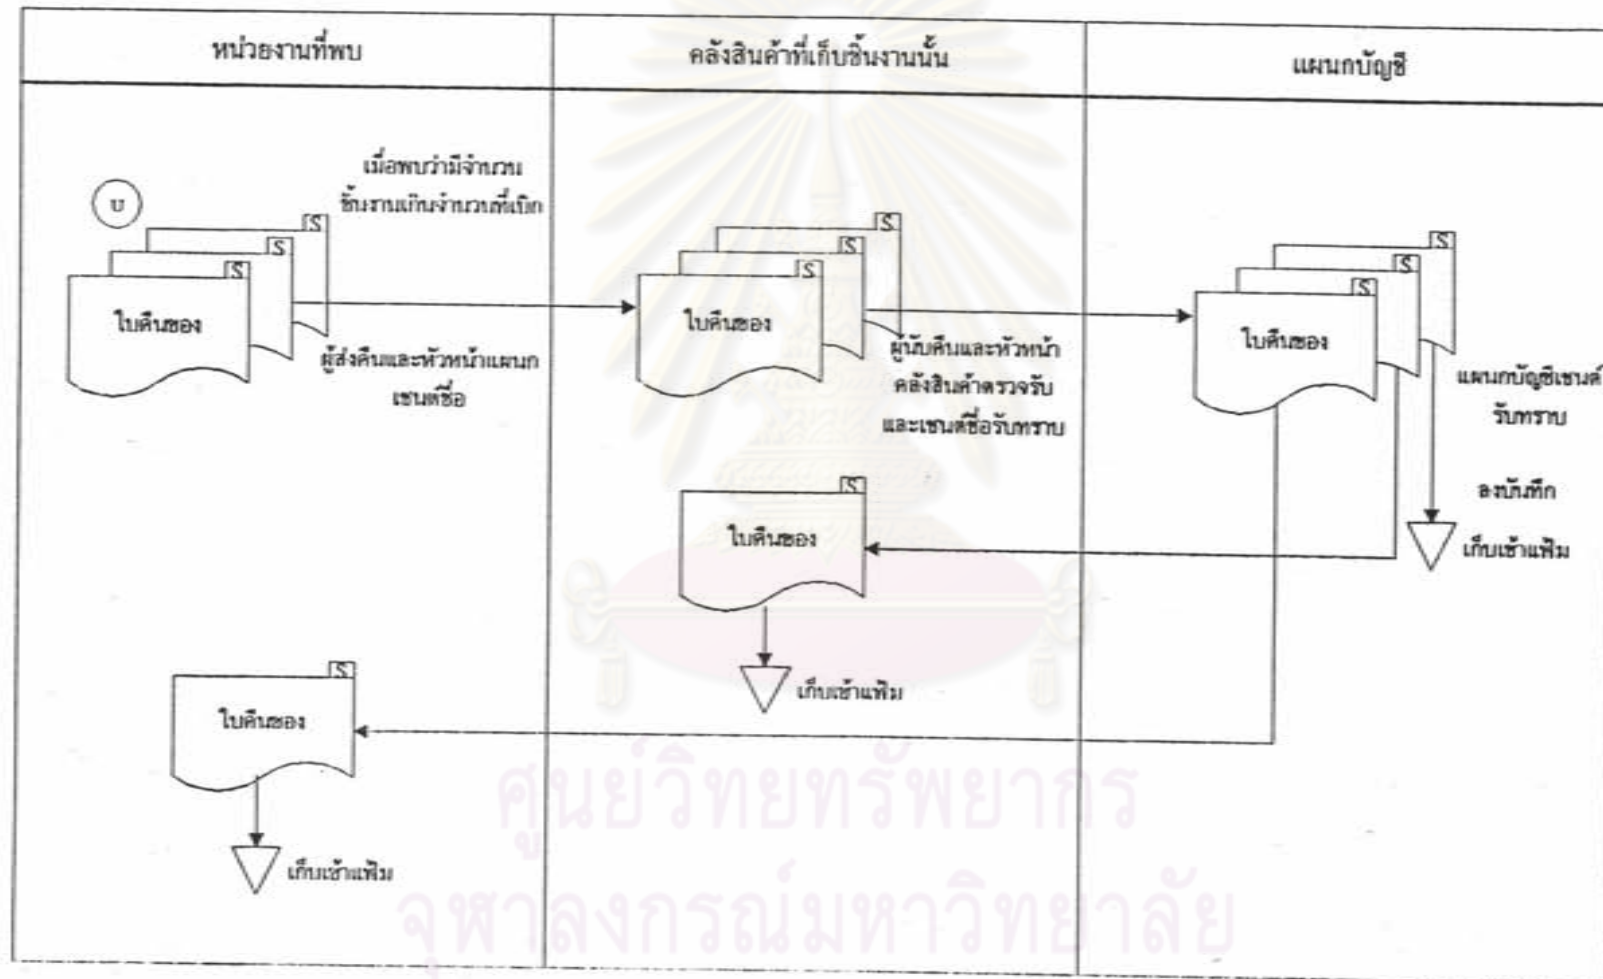 หน่วยงานที่พบ
คลังสินค้าที่เก็บชิ้นงานนั้น
แผนกบัญชี
เมื่อพบว่ามีจำนวน
ชิ้นงานเกินจำนวนที่เบิก
บ
S
S
S
ใบคืนของ
ผู้ส่งคืนและหัวหน้าแผนก
เซนต์ชื่อ
S
S
S
ใบคืนของ
ผู้นับคืนและหัวหน้า
คลังสินค้าตรวจรับ
และเซนต์ชื่อรับทราบ
S
S
S
ใบคืนของ
แผนกบัญชีเซนต์
รับทราบ
ลงบันทึก
เก็บเข้าแฟ้ม
S
ใบคืนของ
เก็บเข้าแฟ้ม
S
ใบคืนของ
เก็บเข้าแฟ้ม
ศูนย์วิทยทรัพยากร
จุฬาลงกรณ์มหาวิทยาลัย